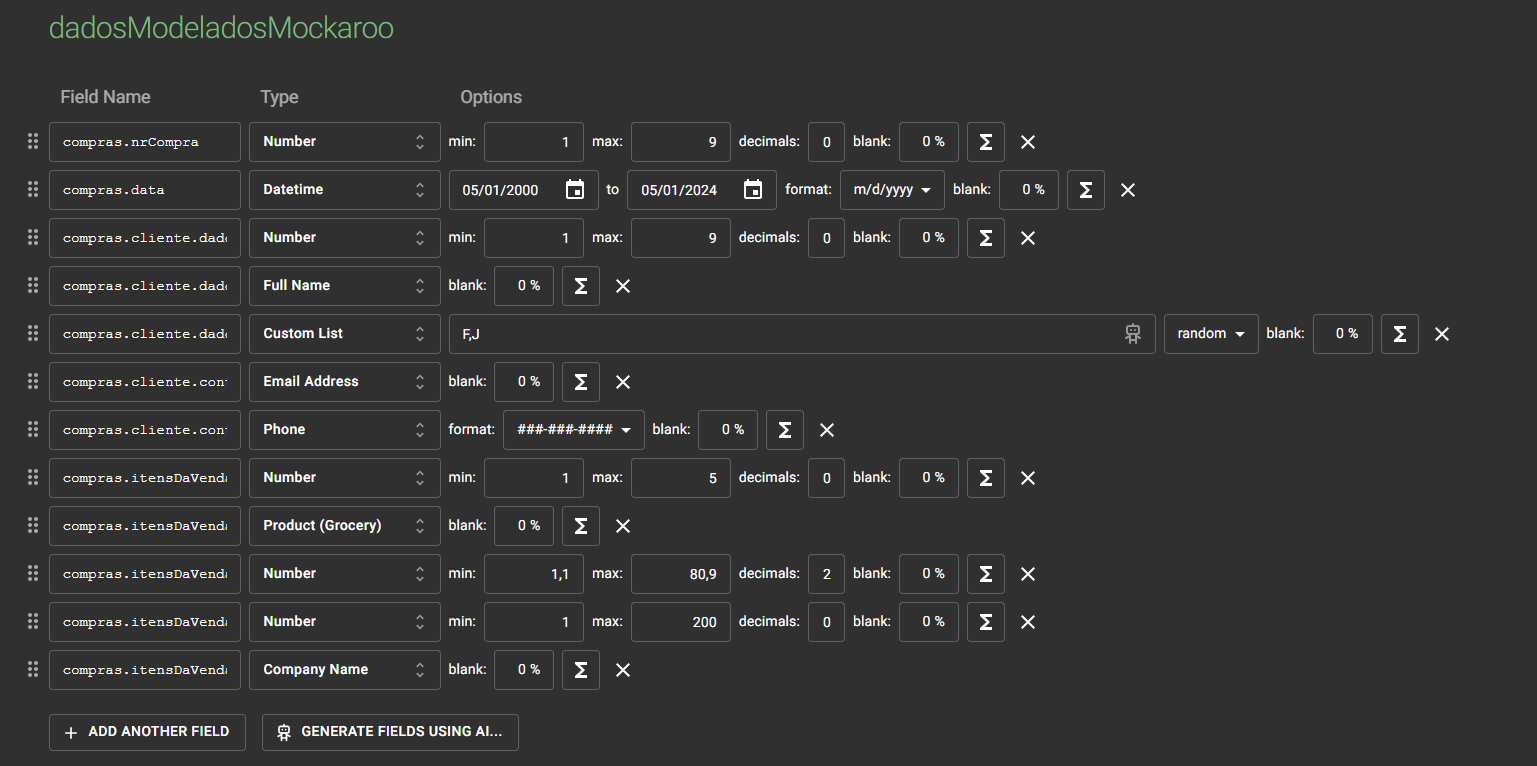 dadosModeladosMockaroo
Field Name Type Options
compras.nrCompra Number min: 1 max: 9 decimals: 0 blank: 0 % Σ
compras.data Datetime 05/01/2000 to 05/01/2024 format: m/d/yyyy blank: 0 % Σ
compras.cliente.dad Number min: 1 max: 9 decimals: 0 blank: 0 % Σ
compras.cliente.dad Full Name blank: 0 % Σ
compras.cliente.dad Custom List F,J random blank: 0 % Σ
compras.cliente.con Email Address blank: 0 % Σ
compras.cliente.con Phone format: ###-###-#### blank: 0 % Σ
compras.itensDaVend Number min: 1 max: 5 decimals: 0 blank: 0 % Σ
compras.itensDaVend Product (Grocery) blank: 0 % Σ
compras.itensDaVend Number min: 1,1 max: 80,9 decimals: 2 blank: 0 % Σ
compras.itensDaVend Number min: 1 max: 200 decimals: 0 blank: 0 % Σ
compras.itensDaVend Company Name blank: 0 % Σ
+ ADD ANOTHER FIELD GENERATE FIELDS USING AI...